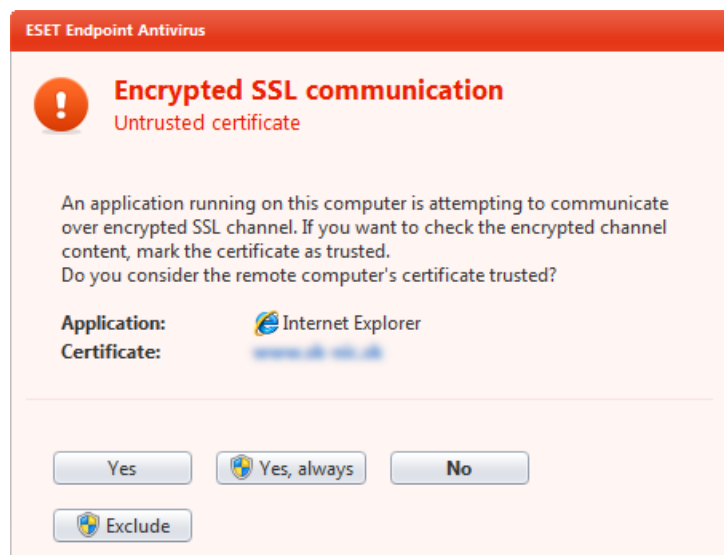 ESET Endpoint Antivirus
Encrypted SSL communication
Untrusted certificate
An application running on this computer is attempting to communicate
over encrypted SSL channel. If you want to check the encrypted channel
content, mark the certificate as trusted.
Do you consider the remote computer's certificate trusted?
Application: Internet Explorer
Certificate:
Yes Yes, always No
Exclude